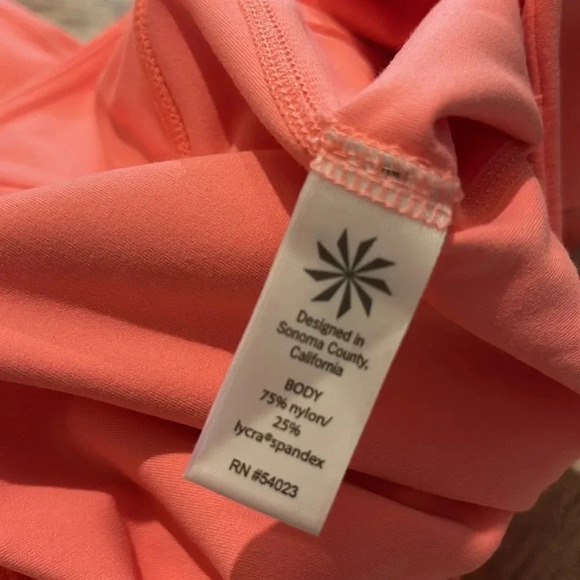 Designed in
Sonoma County,
California
BODY
75% nylon/
25%
lycra®spandex
RN #54023